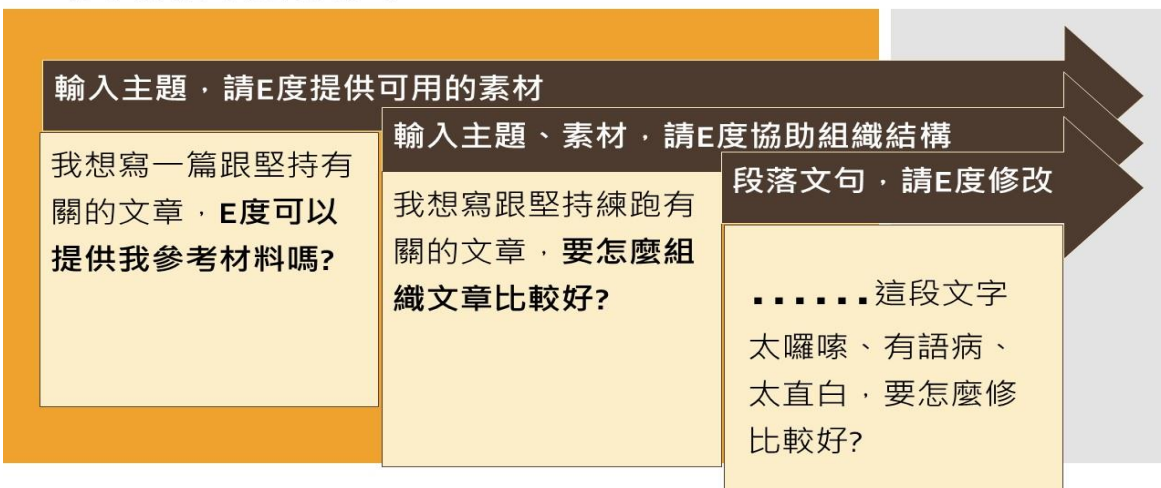 輸入主題，請E度提供可用的素材
我想寫一篇跟堅持有
關的文章，E度可以
提供我參考材料嗎?
輸入主題、素材，請E度協助組織結構
我想寫跟堅持練跑有
關的文章，要怎麼組
織文章比較好?
段落文句，請E度修改
......這段文字
太囉嗦、有語病、
太直白，要怎麼修
比較好?